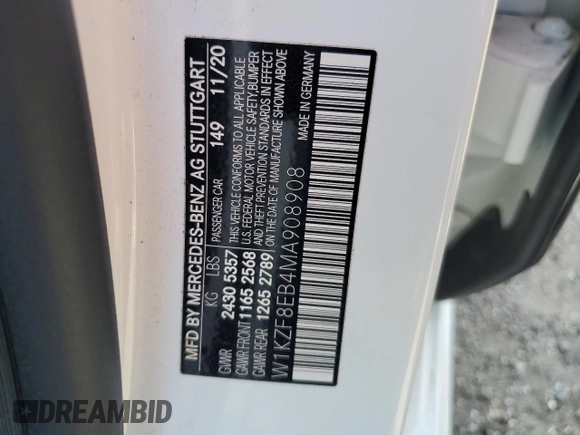 MFD BY MERCEDES-BENZ AG STUTTGART
PASSENGER CAR 149 11/20
KG LBS
GVWR 2430 5357
GAWR FRONT 1165 2568
GAWR REAR 1265 2789
THIS VEHICLE CONFORMS TO ALL APPLICABLE
U.S. FEDERAL MOTOR VEHICLE SAFETY,BUMPER
AND THEFT PREVENTION STANDARDS IN EFFECT
ON THE DATE OF MANUFACTURE SHOWN ABOVE
W1KZF8EB4MA908908
MADE IN GERMANY
DREAMBID